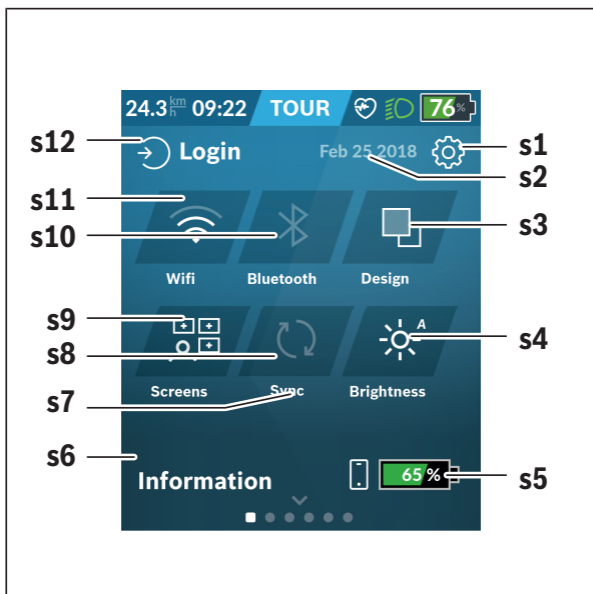 24.3 km/h 09:22 TOUR 76%
s12 Login Feb 25 2018 s1
s2
s11
s10 s3
Wifi Bluetooth Design
s9
s8 A s4
s7 Screens Sync Brightness
s6
Information 65% s5